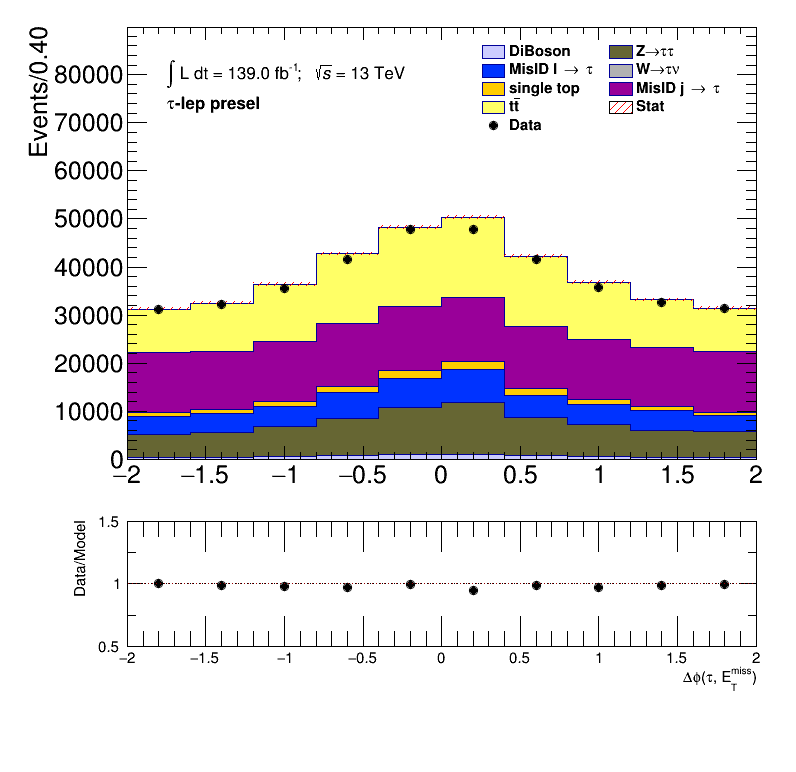 Events/0.40
∫ L dt = 139.0 fb⁻¹; √s = 13 TeV
τ-lep presel
DiBoson
Z→ττ
MisID l → τ
W→τν
single top
MisID j → τ
tt̄
Stat
Data
80000
70000
60000
50000
40000
30000
20000
10000
0
−2 −1.5 −1 −0.5 0 0.5 1 1.5 2
Data/Model
1.5
1
0.5
−2 −1.5 −1 −0.5 0 0.5 1 1.5 2
Δϕ(τ, E_T^miss)